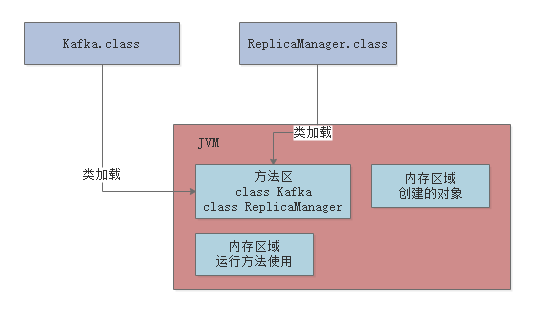 Kafka.class
ReplicaManager.class
类加载
JVM
类加载
方法区
class Kafka
class ReplicaManager
内存区域
创建的对象
内存区域
运行方法使用